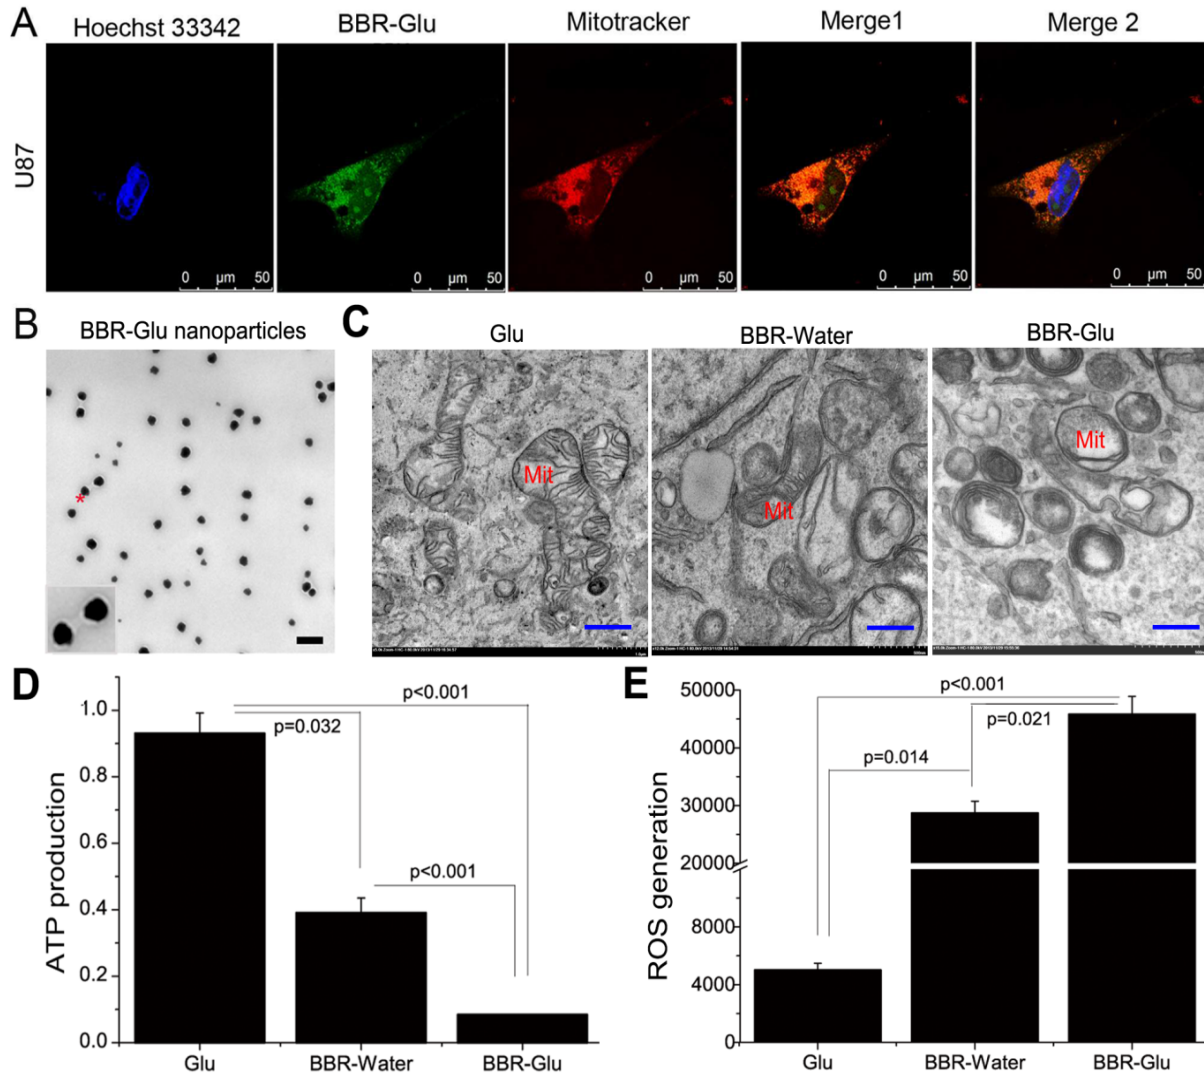 A
Hoechst 33342
BBR-Glu
Mitotracker
Merge1
Merge 2
U87
0 μm 50
0 μm 50
0 μm 50
0 μm 50
0 μm 50
B
BBR-Glu nanoparticles
*
C
Glu
BBR-Water
BBR-Glu
Mit
Mit
Mit
D
p<0.001
p=0.032
p<0.001
ATP production
1.0
0.8
0.6
0.4
0.2
0.0
Glu
BBR-Water
BBR-Glu
E
p<0.001
p=0.021
p=0.014
ROS generation
50000
40000
30000
20000
8000
4000
0
Glu
BBR-Water
BBR-Glu